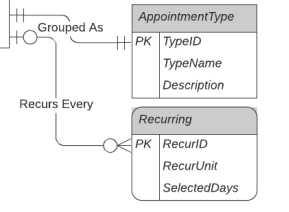 Grouped As
AppointmentType
PK TypeID
TypeName
Description
Recurs Every
Recurring
PK RecurID
RecurUnit
SelectedDays